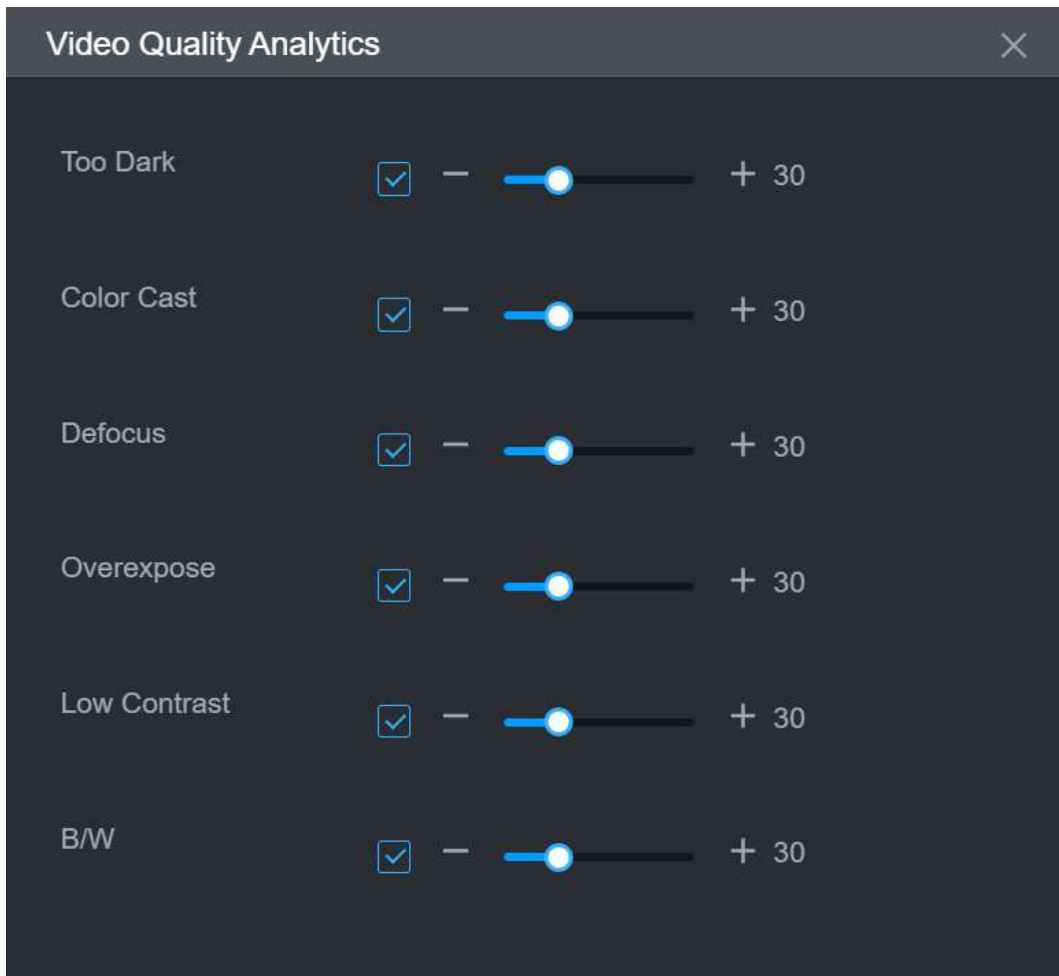 Video Quality Analytics
Too Dark 30
Color Cast 30
Defocus 30
Overexpose 30
Low Contrast 30
B/W 30